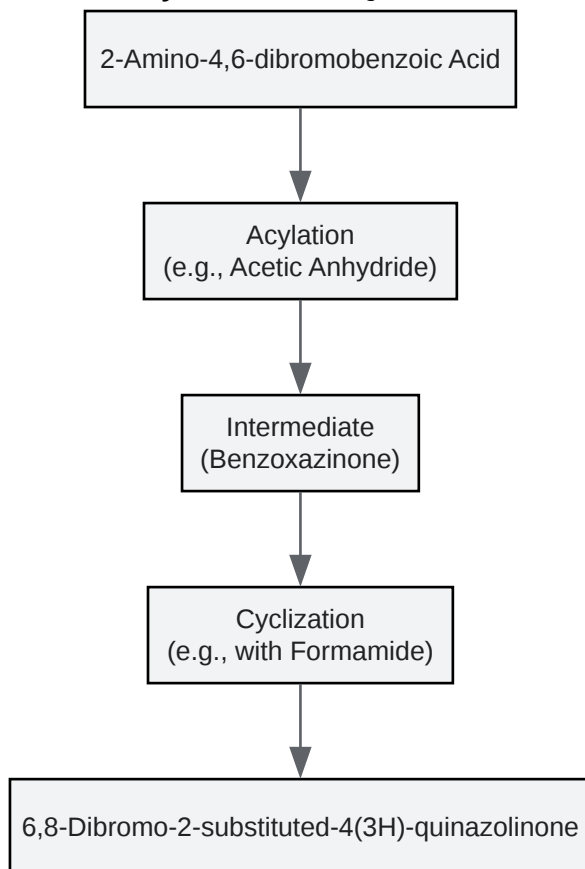 2-Amino-4,6-dibromobenzoic Acid
Acylation
(e.g., Acetic Anhydride)
Intermediate
(Benzoxazinone)
Cyclization
(e.g., with Formamide)
6,8-Dibromo-2-substituted-4(3H)-quinazolinone